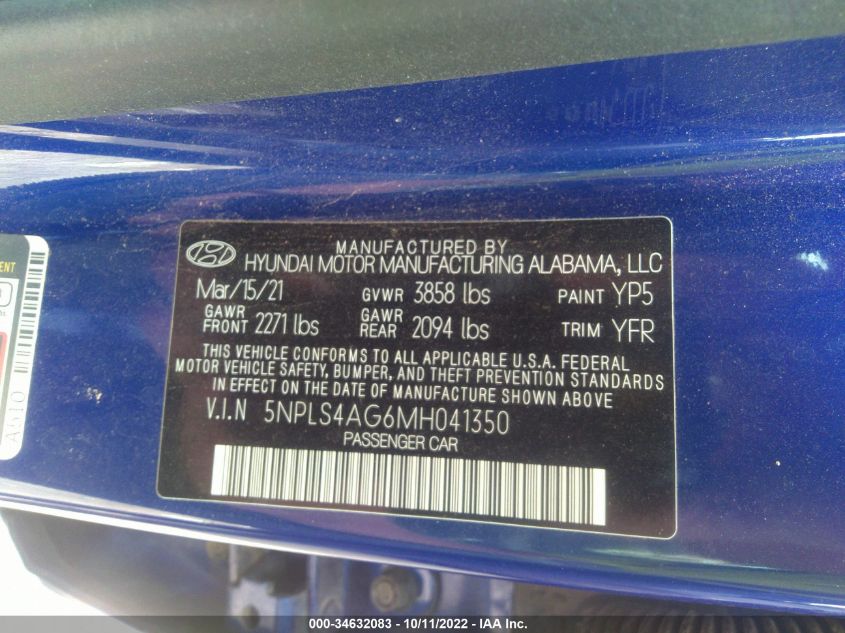 MANUFACTURED BY
HYUNDAI MOTOR MANUFACTURING ALABAMA, LLC
Mar/15/21 GVWR 3858 lbs PAINT YP5
GAWR FRONT 2271 lbs GAWR REAR 2094 lbs TRIM YFR
THIS VEHICLE CONFORMS TO ALL APPLICABLE U.S.A. FEDERAL
MOTOR VEHICLE SAFETY, BUMPER, AND THEFT PREVENTION STANDARDS
IN EFFECT ON THE DATE OF MANUFACTURE SHOWN ABOVE
V.I.N 5NPLS4AG6MH041350
PASSENGER CAR
A610
000-34632083 - 10/11/2022 - IAA Inc.